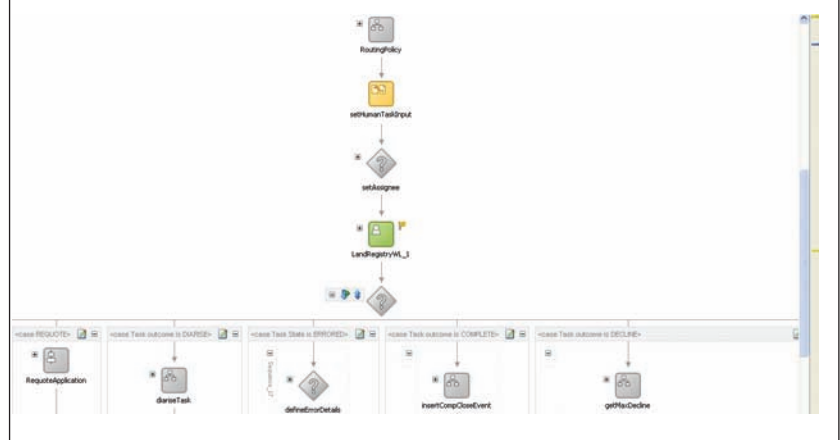 RoutingPolicy
setHumanTaskInput
setAssignee
LandRegistryWL_1
<case REQUOTE>
<case Task outcome is DIARISE>
<case Task State is ERRORED>
<case Task outcome is COMPLETE>
<case Task outcome is DECLINE>
RequoteApplication
diariseTask
defineErrorDetails
insertCompCloseEvent
getMaxDecline